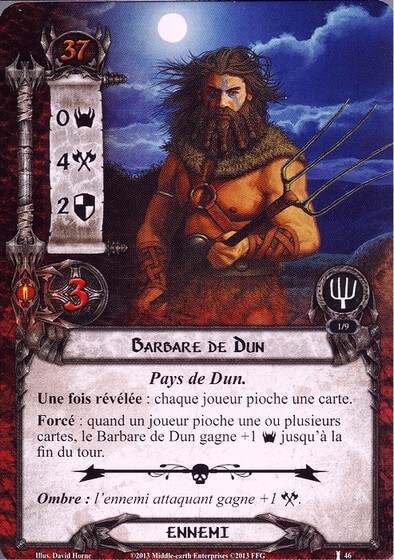 37
0
4
2
3
1/9
BARBARE DE DUN
Pays de Dun.
Une fois révélée : chaque joueur pioche une carte.
Forcé : quand un joueur pioche une ou plusieurs
cartes, le Barbare de Dun gagne +1 jusqu'à la
fin du tour.
Ombre : l'ennemi attaquant gagne +1 .
ENNEMI
Illus. David Horne
©2013 Middle-earth Enterprises ©2013 FFG
46